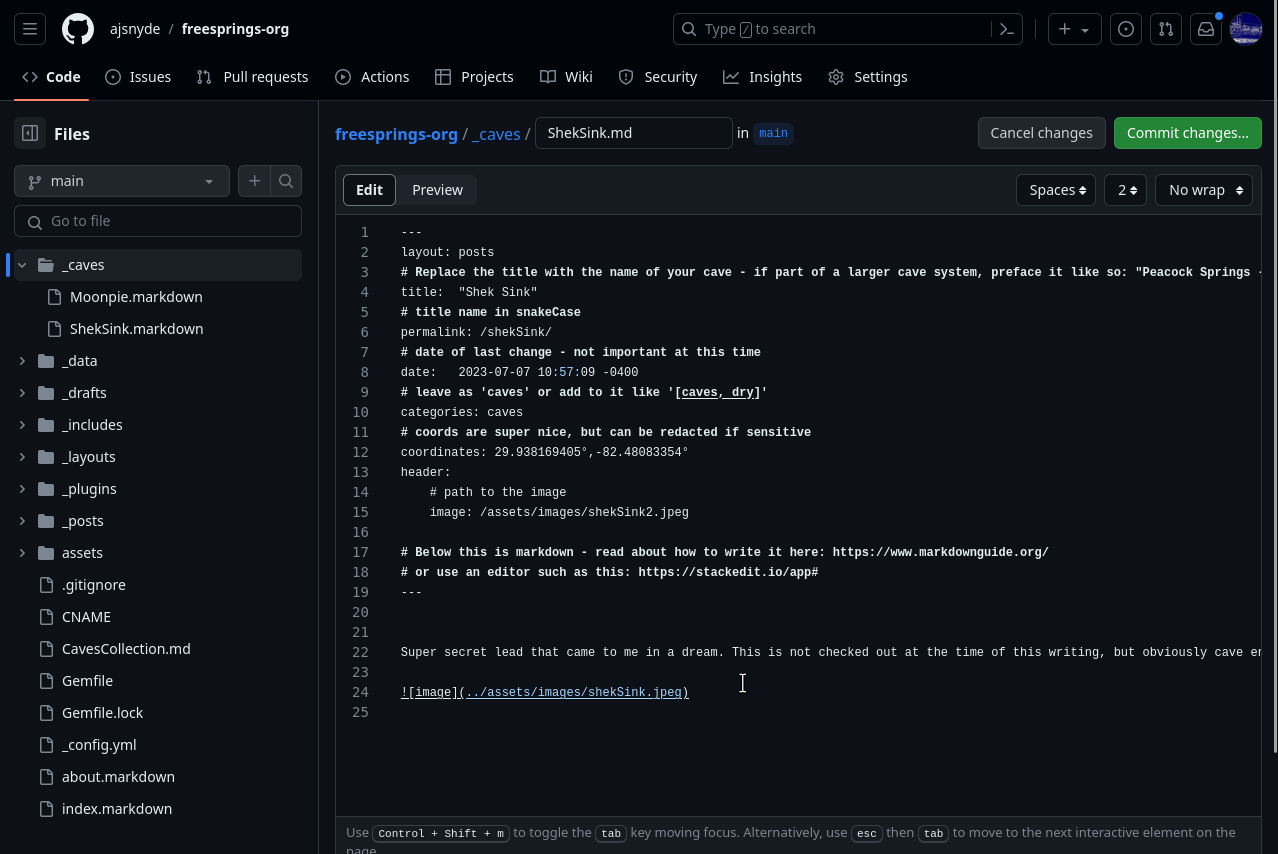 ajsnyde / freesprings-org
Type / to search
Code
Issues
Pull requests
Actions
Projects
Wiki
Security
Insights
Settings
Files
main
Go to file
_caves
Moonpie.markdown
ShekSink.markdown
_data
_drafts
_includes
_layouts
_plugins
_posts
assets
.gitignore
CNAME
CavesCollection.md
Gemfile
Gemfile.lock
_config.yml
about.markdown
index.markdown
freesprings-org / _caves / ShekSink.md in main
Cancel changes
Commit changes...
Edit
Preview
Spaces
2
No wrap
1 ---
2 layout: posts
3 # Replace the title with the name of your cave - if part of a larger cave system, preface it like so: "Peacock Springs -
4 title:  "Shek Sink"
5 # title name in snakeCase
6 permalink: /shekSink/
7 # date of last change - not important at this time
8 date:   2023-07-07 10:57:09 -0400
9 # leave as 'caves' or add to it like '[caves, dry]'
10 categories: caves
11 # coords are super nice, but can be redacted if sensitive
12 coordinates: 29.938169405°,-82.48083354°
13 header:
14     # path to the image
15     image: /assets/images/shekSink2.jpeg
16
17 # Below this is markdown - read about how to write it here: https://www.markdownguide.org/
18 # or use an editor such as this: https://stackedit.io/app#
19 ---
20
21
22 Super secret lead that came to me in a dream. This is not checked out at the time of this writing, but obviously cave
23
24 ![image](../assets/images/shekSink.jpeg)
25
Use Control + Shift + m to toggle the tab key moving focus. Alternatively, use esc then tab to move to the next interactive element on the
page.